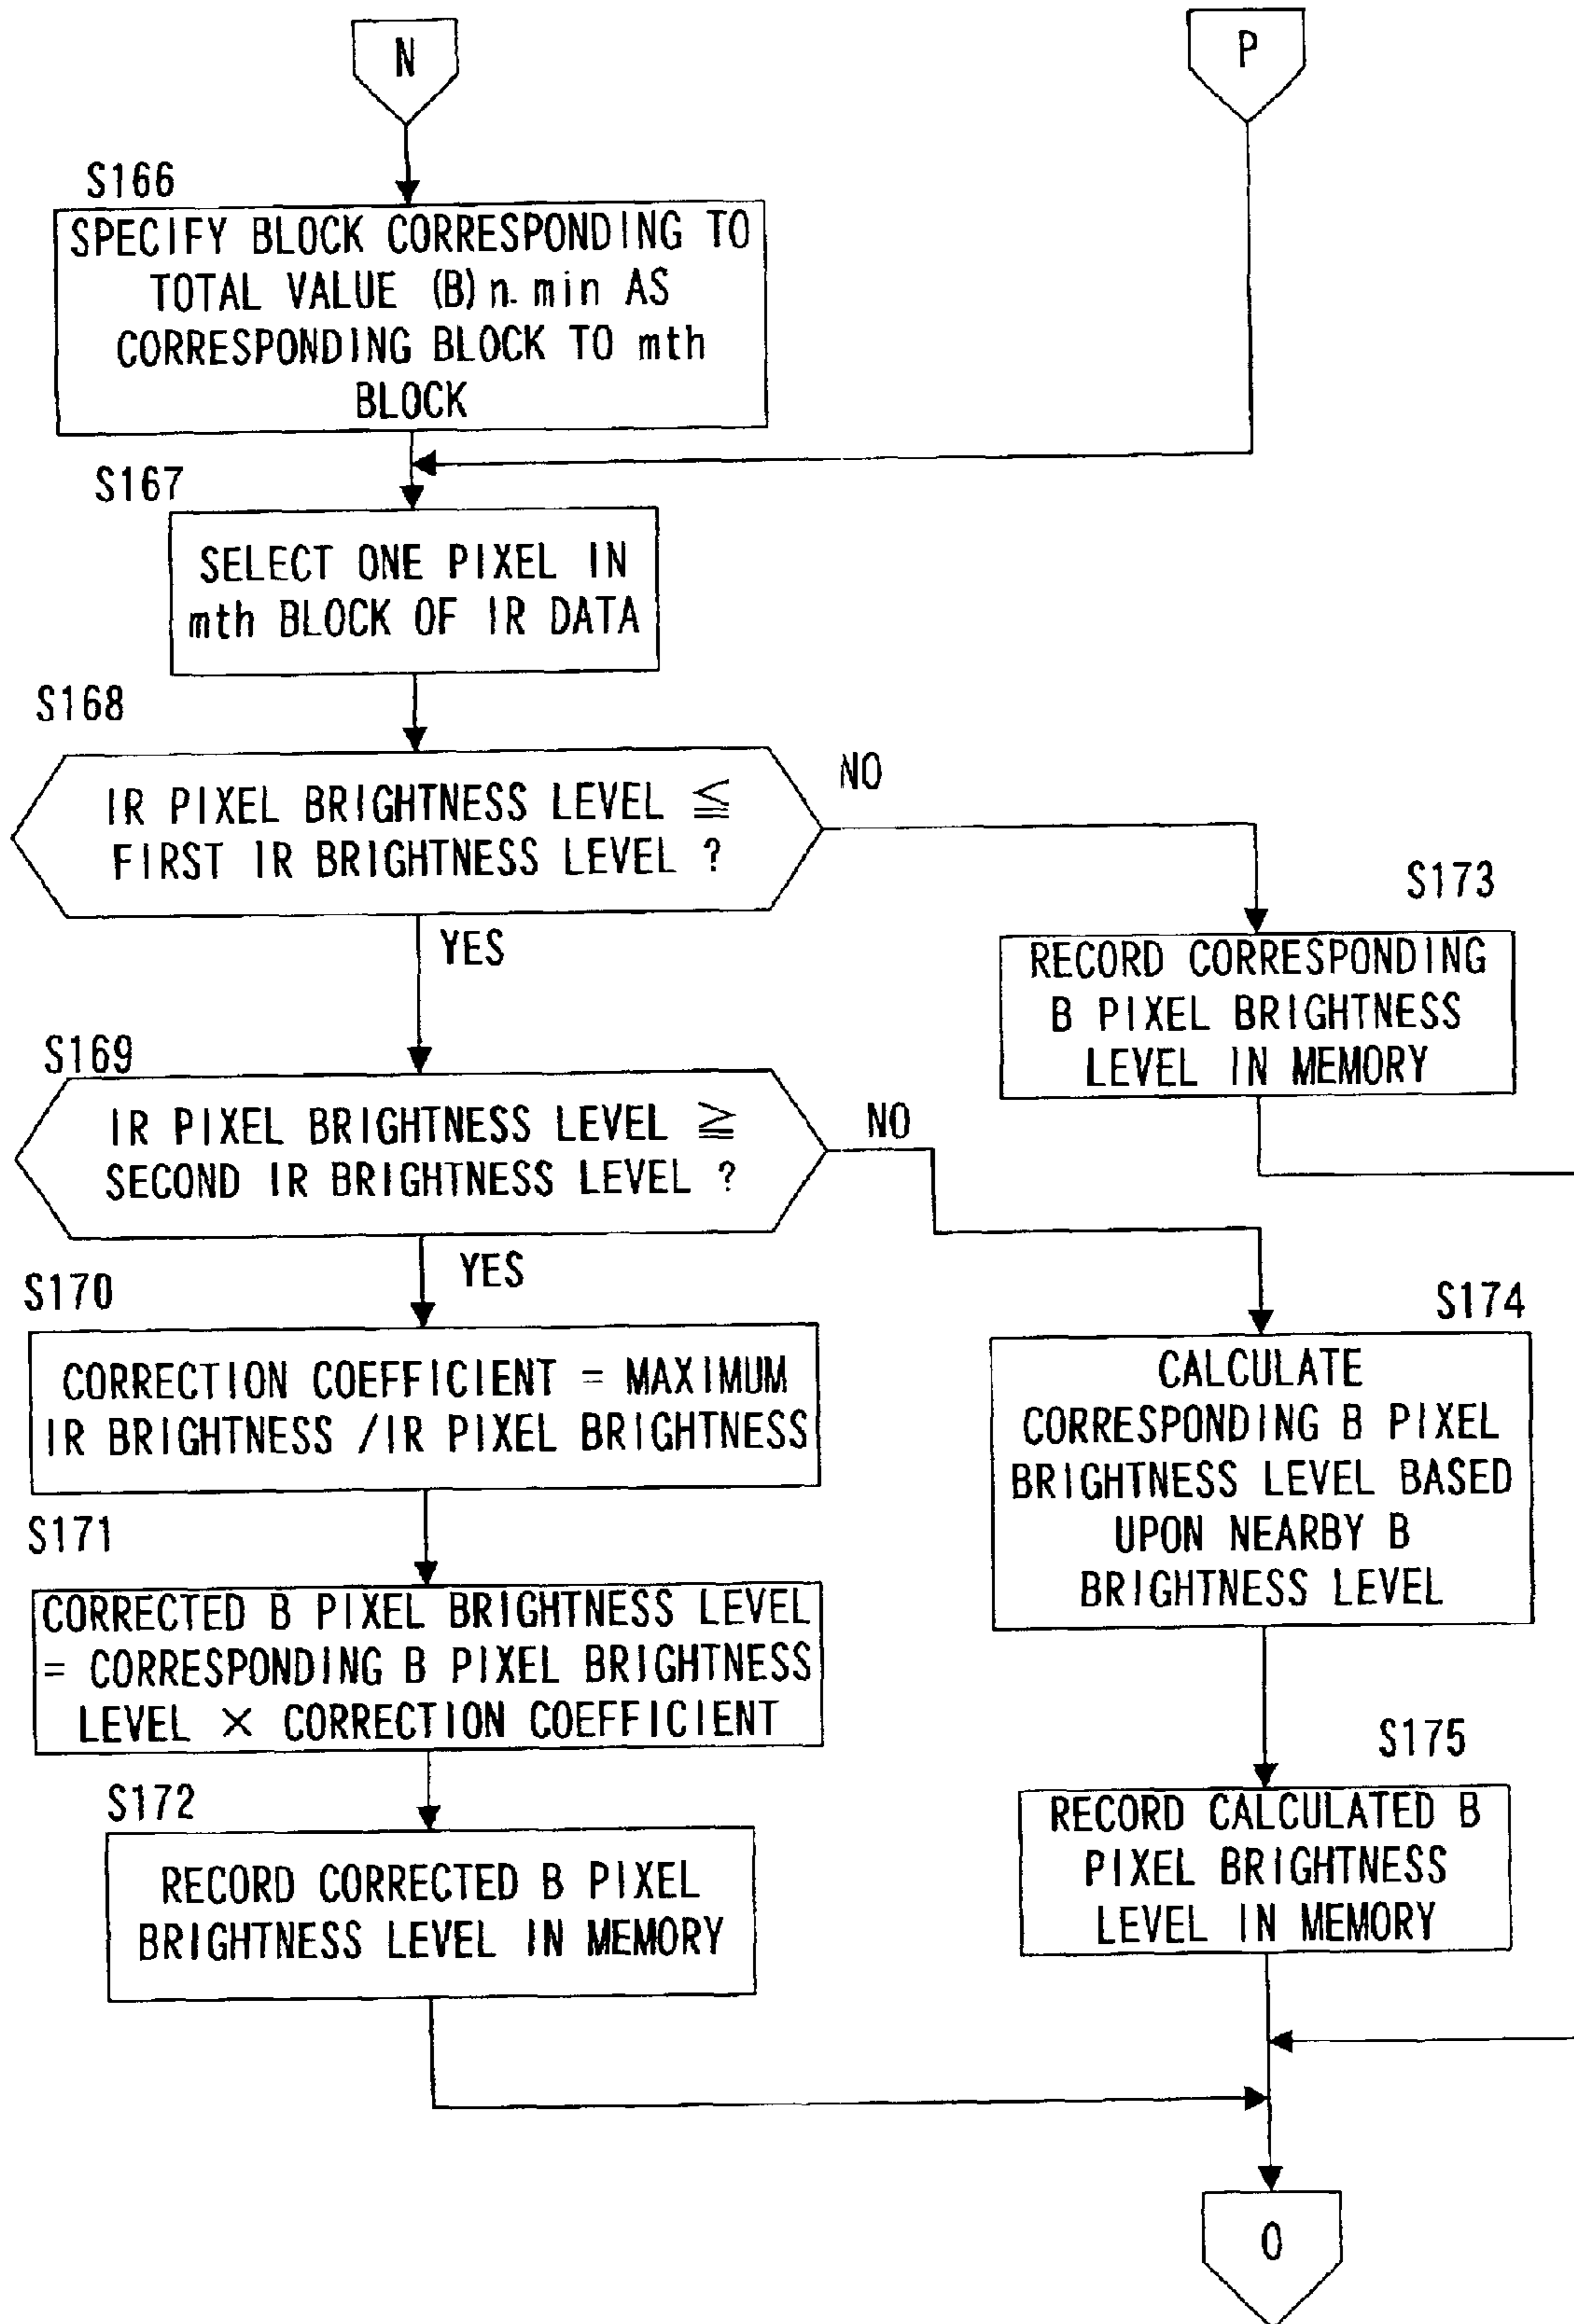 N
P
S166
SPECIFY BLOCK CORRESPONDING TO
TOTAL VALUE (B) n. min AS
CORRESPONDING BLOCK TO mth
BLOCK
S167
SELECT ONE PIXEL IN
mth BLOCK OF IR DATA
S168
IR PIXEL BRIGHTNESS LEVEL ≦
FIRST IR BRIGHTNESS LEVEL ?
NO
YES
S173
RECORD CORRESPONDING
B PIXEL BRIGHTNESS
LEVEL IN MEMORY
S169
IR PIXEL BRIGHTNESS LEVEL ≧
SECOND IR BRIGHTNESS LEVEL ?
NO
YES
S170
CORRECTION COEFFICIENT = MAXIMUM
IR BRIGHTNESS /IR PIXEL BRIGHTNESS
S174
CALCULATE
CORRESPONDING B PIXEL
BRIGHTNESS LEVEL BASED
UPON NEARBY B
BRIGHTNESS LEVEL
S171
CORRECTED B PIXEL BRIGHTNESS LEVEL
= CORRESPONDING B PIXEL BRIGHTNESS
LEVEL × CORRECTION COEFFICIENT
S172
RECORD CORRECTED B PIXEL
BRIGHTNESS LEVEL IN MEMORY
S175
RECORD CALCULATED B
PIXEL BRIGHTNESS
LEVEL IN MEMORY
O